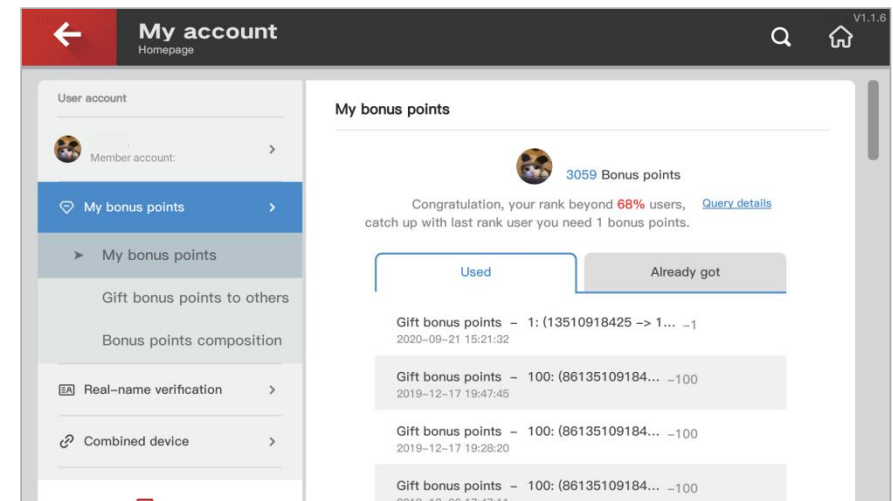 V1.1.6
My account
Homepage
User account
Member account:
My bonus points
My bonus points
Gift bonus points to others
Bonus points composition
Real-name verification
Combined device
My bonus points
3059 Bonus points
Congratulation, your rank beyond 68% users, Query details
catch up with last rank user you need 1 bonus points.
Used
Already got
Gift bonus points - 1: (13510918425 -> 1... -1
2020-09-21 15:21:32
Gift bonus points - 100: (86135109184... -100
2019-12-17 19:47:45
Gift bonus points - 100: (86135109184... -100
2019-12-17 19:28:20
Gift bonus points - 100: (86135109184... -100